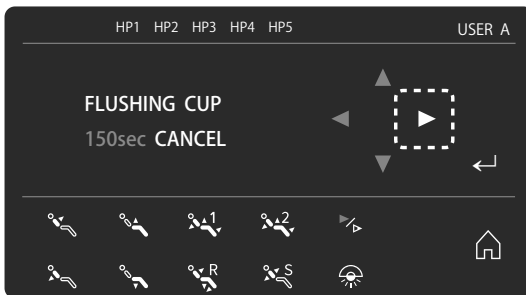 HP1 HP2 HP3 HP4 HP5 USER A
FLUSHING CUP
150sec CANCEL
1 2
R S